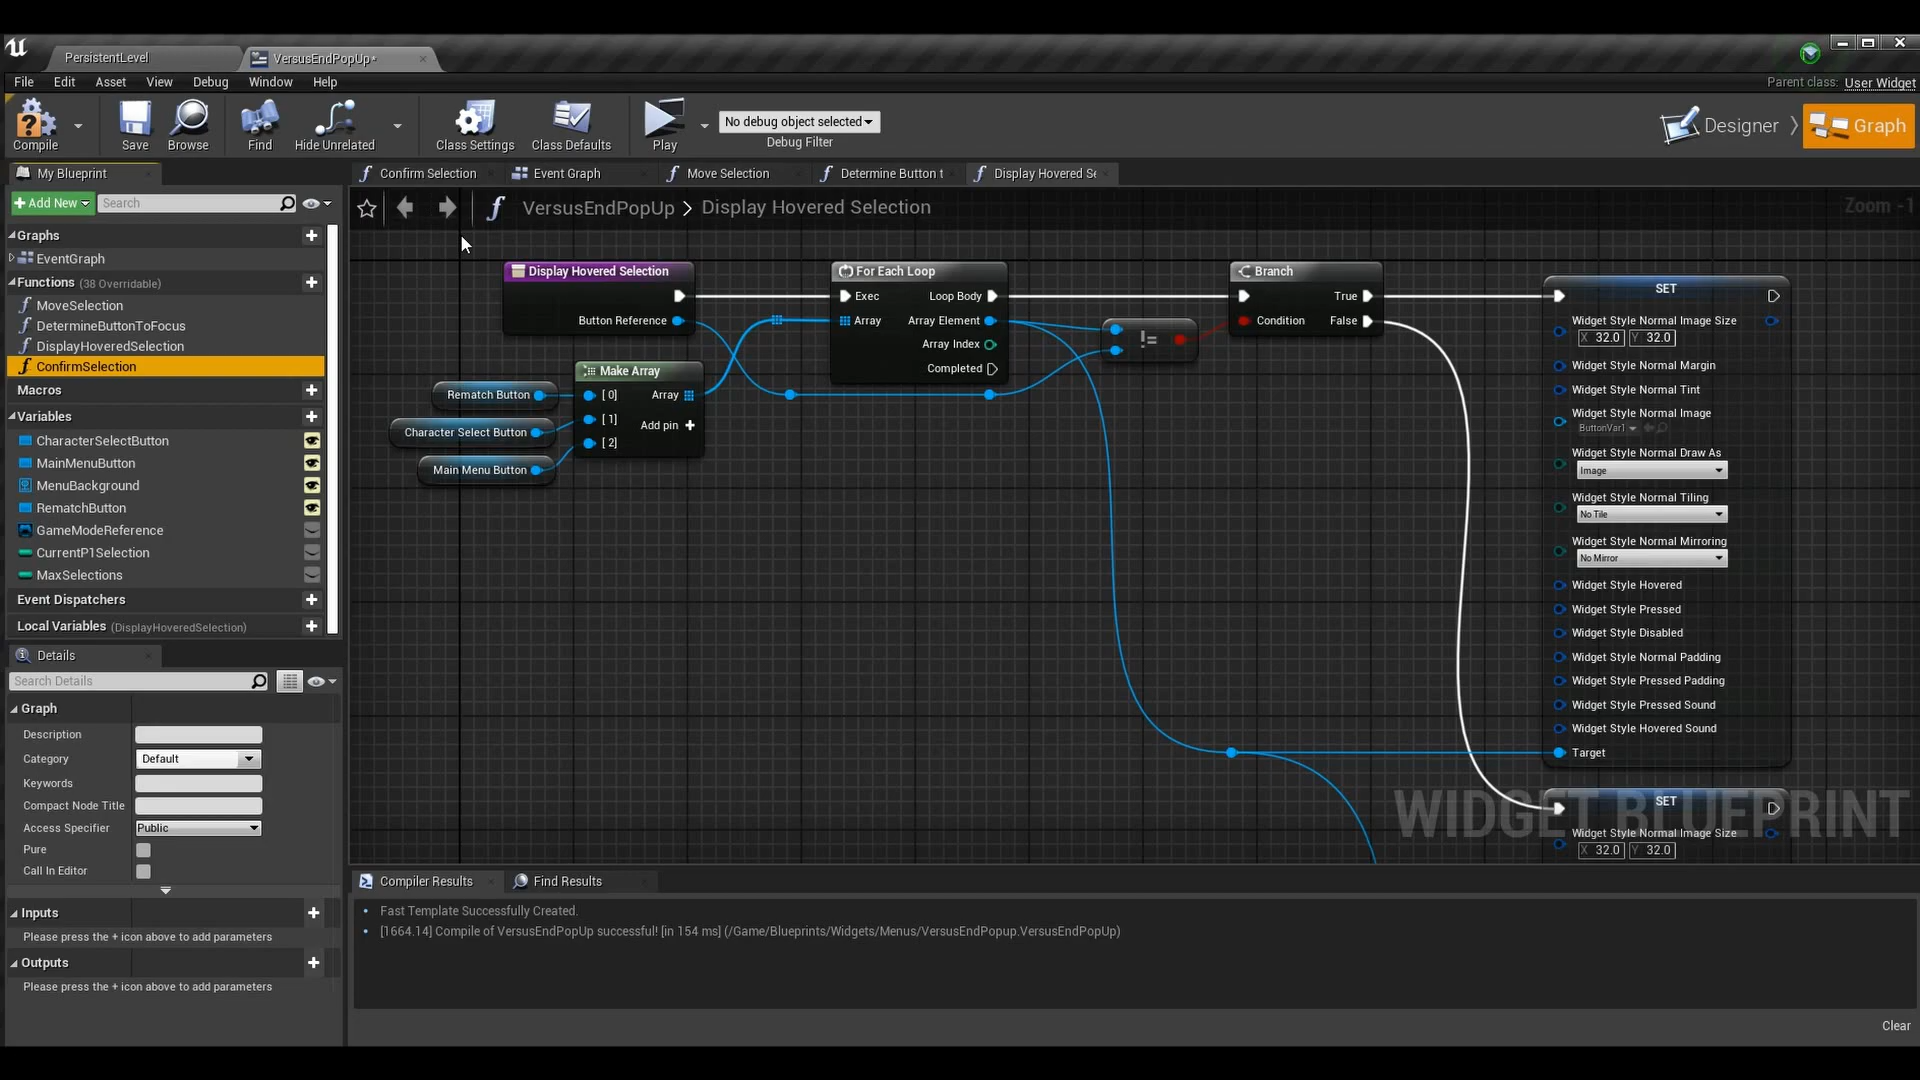 PersistentLevel
VersusEndPopUp*
File Edit Asset View Debug Window Help
Parent class: User Widget
Compile
Save
Browse
Find
Hide Unrelated
Class Settings
Class Defaults
Play
No debug object selected
Debug Filter
Designer
Graph
My Blueprint
Confirm Selection
Event Graph
Move Selection
Determine Button t
Display Hovered Se
Add New
Search
VersusEndPopUp > Display Hovered Selection
Zoom -1
Graphs
EventGraph
Functions (38 Overridable)
MoveSelection
DetermineButtonToFocus
DisplayHoveredSelection
ConfirmSelection
Macros
Variables
CharacterSelectButton
MainMenuButton
MenuBackground
RematchButton
GameModeReference
CurrentP1Selection
MaxSelections
Event Dispatchers
Local Variables (DisplayHoveredSelection)
Details
Search Details
Graph
Description
Category
Default
Keywords
Compact Node Title
Access Specifier
Public
Pure
Call In Editor
Inputs
Please press the + icon above to add parameters
Outputs
Please press the + icon above to add parameters
Display Hovered Selection
Button Reference
Make Array
Rematch Button
[ 0]
Array
Character Select Button
[ 1]
Add pin +
Main Menu Button
[ 2]
For Each Loop
Exec
Loop Body
Array
Array Element
Array Index
Completed
!=
Branch
True
Condition
False
SET
Widget Style Normal Image Size
X 32.0 Y 32.0
Widget Style Normal Margin
Widget Style Normal Tint
Widget Style Normal Image
ButtonVar1
Widget Style Normal Draw As
Image
Widget Style Normal Tiling
No Tile
Widget Style Normal Mirroring
No Mirror
Widget Style Hovered
Widget Style Pressed
Widget Style Disabled
Widget Style Normal Padding
Widget Style Pressed Padding
Widget Style Pressed Sound
Widget Style Hovered Sound
Target
SET
Widget Style Normal Image Size
X 32.0 Y 32.0
WIDGET BLUEPRINT
Compiler Results
Find Results
Fast Template Successfully Created.
[1664.14] Compile of VersusEndPopUp successful! [in 154 ms] (/Game/Blueprints/Widgets/Menus/VersusEndPopup.VersusEndPopUp)
Clear